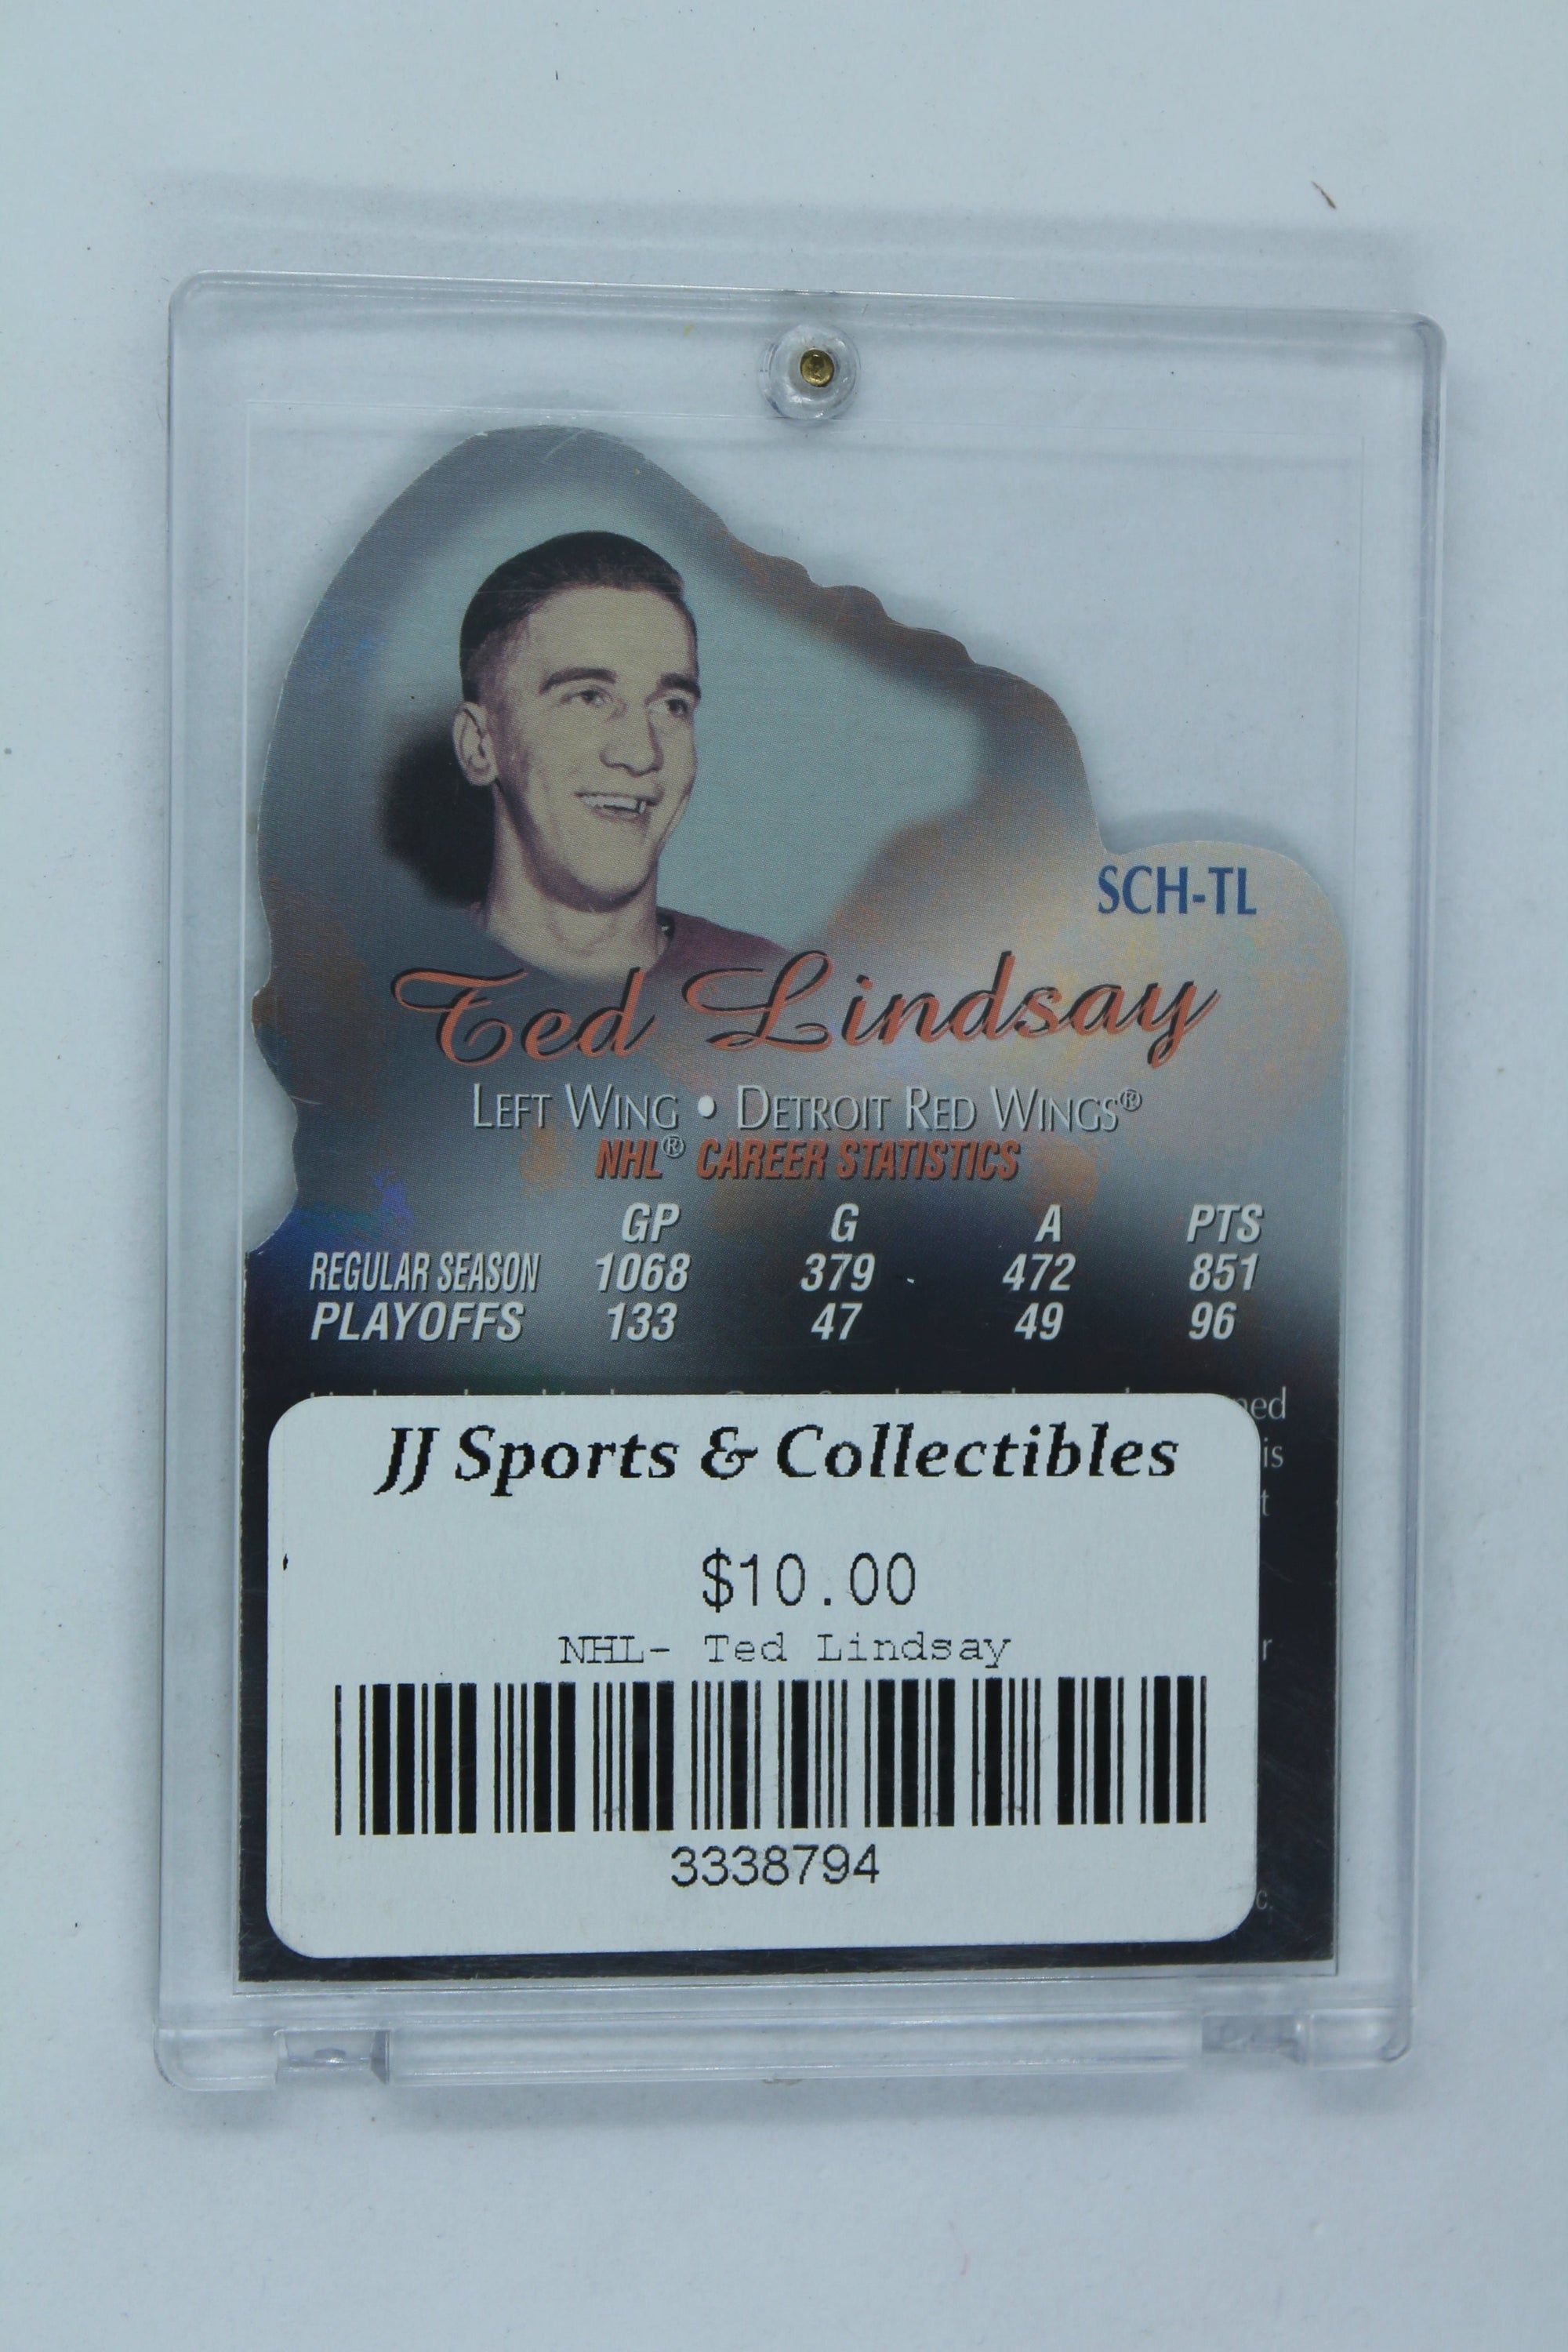 SCH-TL
Ted Lindsay
LEFT WING • DETROIT RED WINGS®
NHL® CAREER STATISTICS
GP G A PTS
REGULAR SEASON 1068 379 472 851
PLAYOFFS 133 47 49 96
JJ Sports & Collectibles
$10.00
NHL- Ted Lindsay
3338794